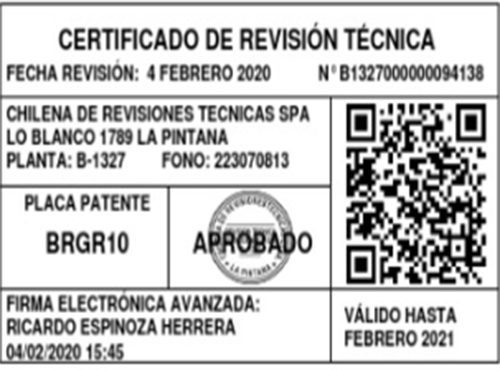 CERTIFICADO DE REVISIÓN TÉCNICA
FECHA REVISIÓN: 4 FEBRERO 2020 N° B1327000000094138
CHILENA DE REVISIONES TECNICAS SPA
LO BLANCO 1789 LA PINTANA
PLANTA: B-1327 FONO: 223070813
PLACA PATENTE
BRGR10
APROBADO
LA PINTANA
FIRMA ELECTRÓNICA AVANZADA:
RICARDO ESPINOZA HERRERA
04/02/2020 15:45
VÁLIDO HASTA
FEBRERO 2021